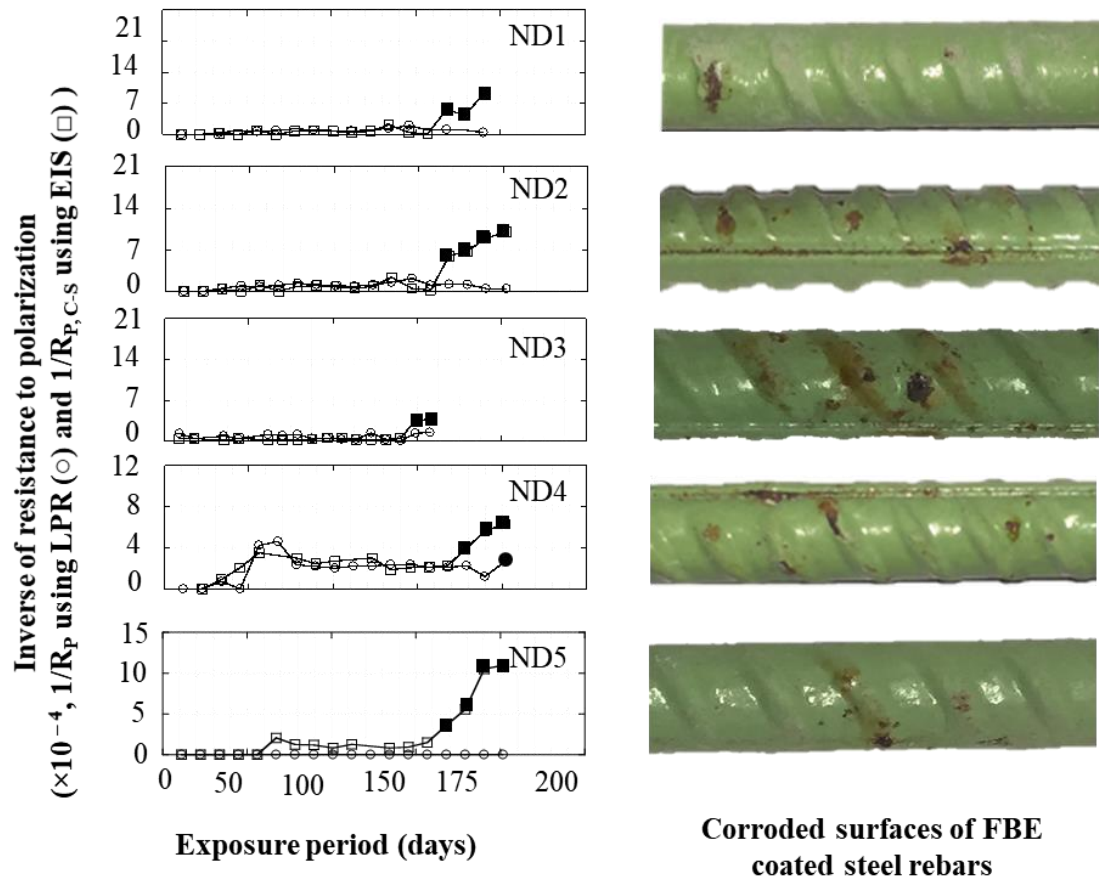 Inverse of resistance to polarization
(×10⁻⁴, 1/R_P using LPR (○) and 1/R_P,C-S using EIS (□)
21
14
7
0
ND1
21
14
7
0
ND2
21
14
7
0
ND3
12
8
4
0
ND4
15
10
5
0
ND5
0 50 100 150 175 200
Exposure period (days)
Corroded surfaces of FBE
coated steel rebars